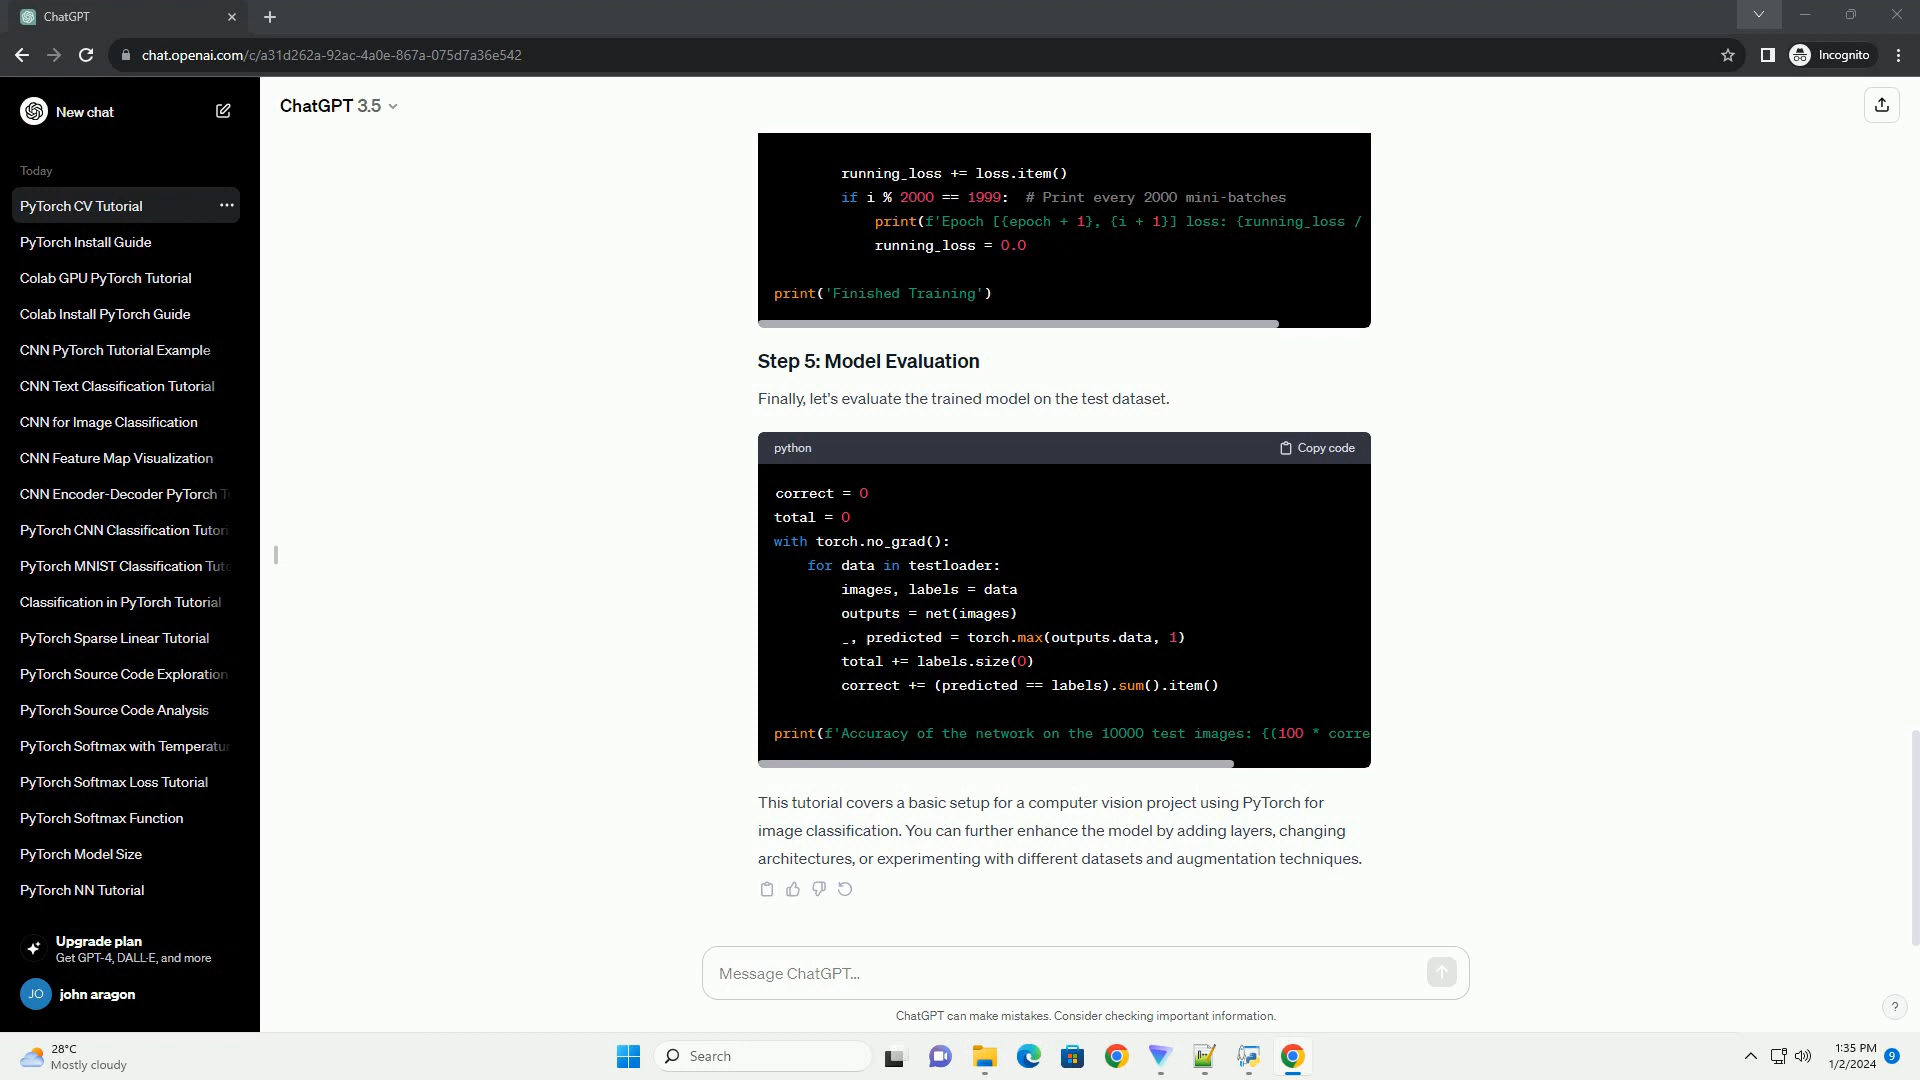 ChatGPT
chat.openai.com/c/a31d262a-92ac-4a0e-867a-075d7a36e542
Incognito
New chat
Today
PyTorch CV Tutorial
PyTorch Install Guide
Colab GPU PyTorch Tutorial
Colab Install PyTorch Guide
CNN PyTorch Tutorial Example
CNN Text Classification Tutorial
CNN for Image Classification
CNN Feature Map Visualization
CNN Encoder-Decoder PyTorch T
PyTorch CNN Classification Tutori
PyTorch MNIST Classification Tuto
Classification in PyTorch Tutorial
PyTorch Sparse Linear Tutorial
PyTorch Source Code Exploration
PyTorch Source Code Analysis
PyTorch Softmax with Temperatur
PyTorch Softmax Loss Tutorial
PyTorch Softmax Function
PyTorch Model Size
PyTorch NN Tutorial
Upgrade plan
Get GPT-4, DALL·E, and more
JO john aragon
ChatGPT 3.5
running_loss += loss.item()
if i % 2000 == 1999:  # Print every 2000 mini-batches
print(f'Epoch [{epoch + 1}, {i + 1}] loss: {running_loss /
running_loss = 0.0
print('Finished Training')
Step 5: Model Evaluation
Finally, let's evaluate the trained model on the test dataset.
python Copy code
correct = 0
total = 0
with torch.no_grad():
for data in testloader:
images, labels = data
outputs = net(images)
_, predicted = torch.max(outputs.data, 1)
total += labels.size(0)
correct += (predicted == labels).sum().item()
print(f'Accuracy of the network on the 10000 test images: {(100 * corre
This tutorial covers a basic setup for a computer vision project using PyTorch for
image classification. You can further enhance the model by adding layers, changing
architectures, or experimenting with different datasets and augmentation techniques.
Message ChatGPT...
ChatGPT can make mistakes. Consider checking important information.
?
28°C
Mostly cloudy
Search
1:35 PM
1/2/2024
9